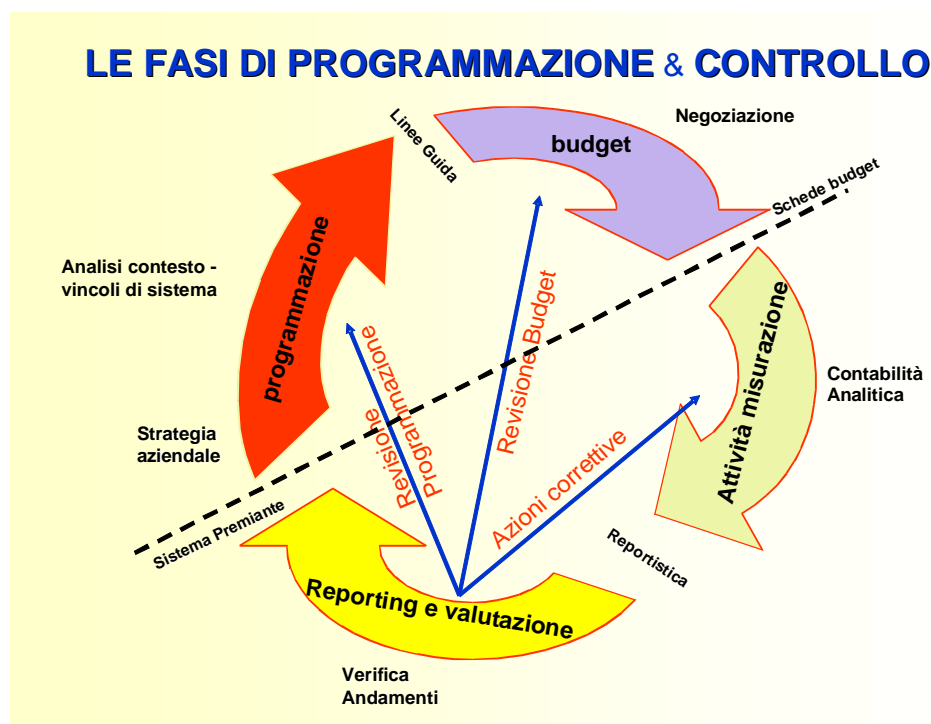 LE FASI DI PROGRAMMAZIONE & CONTROLLO
Linee Guida
budget
Negoziazione
Schede budget
programmazione
Analisi contesto -
vincoli di sistema
Revisione
Programmazione
Revisione Budget
Attività misurazione
Contabilità
Analitica
Strategia
aziendale
Azioni correttive
Sistema Premiante
Reportistica
Reporting e valutazione
Verifica
Andamenti